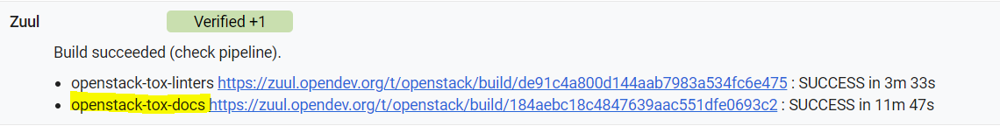 Zuul Verified +1
Build succeeded (check pipeline).
openstack-tox-linters https://zuul.opendev.org/t/openstack/build/de91c4a800d144aab7983a534fc6e475 : SUCCESS in 3m 33s
openstack-tox-docs https://zuul.opendev.org/t/openstack/build/184aebc18c4847639aac551dfe0693c2 : SUCCESS in 11m 47s